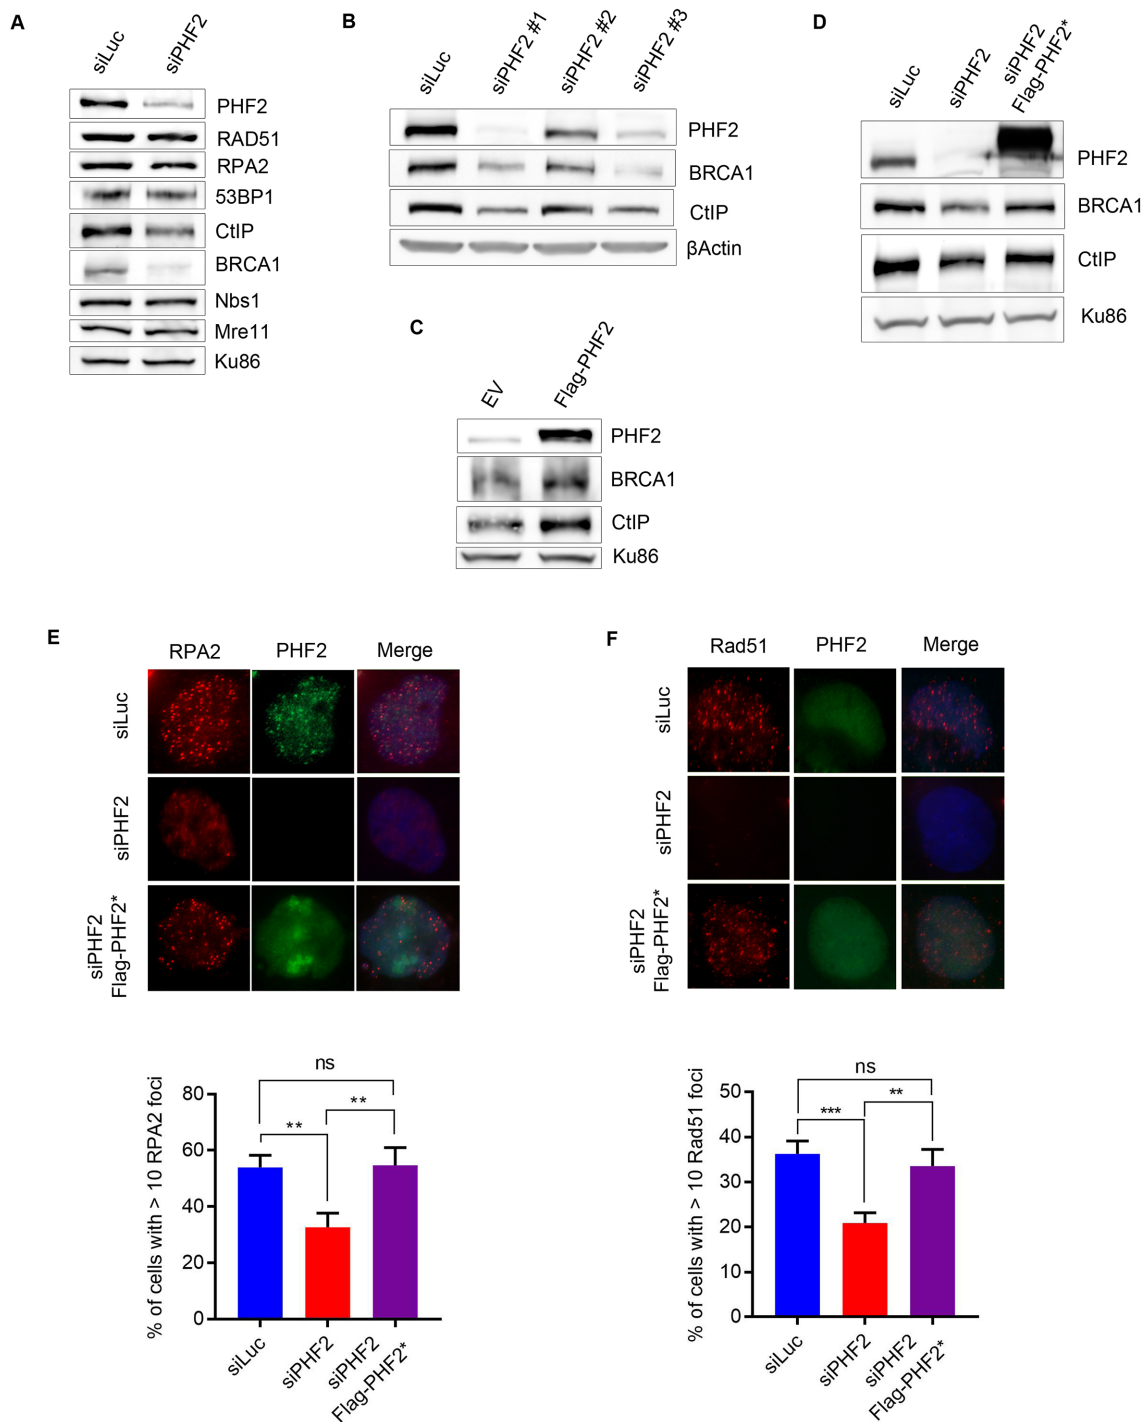 A
siLuc
siPHF2
PHF2
RAD51
RPA2
53BP1
CtIP
BRCA1
Nbs1
Mre11
Ku86
B
siLuc
siPHF2 #1
siPHF2 #2
siPHF2 #3
PHF2
BRCA1
CtIP
βActin
C
EV
Flag-PHF2
PHF2
BRCA1
CtIP
Ku86
D
siLuc
siPHF2
siPHF2
Flag-PHF2*
PHF2
BRCA1
CtIP
Ku86
E
RPA2 PHF2 Merge
siLuc
siPHF2
siPHF2
Flag-PHF2*
ns
** **
% of cells with > 10 RPA2 foci
80
60
40
20
0
siLuc
siPHF2
siPHF2
Flag-PHF2*
F
Rad51 PHF2 Merge
siLuc
siPHF2
siPHF2
Flag-PHF2*
ns
*** **
% of cells with > 10 Rad51 foci
50
40
30
20
10
0
siLuc
siPHF2
siPHF2
Flag-PHF2*